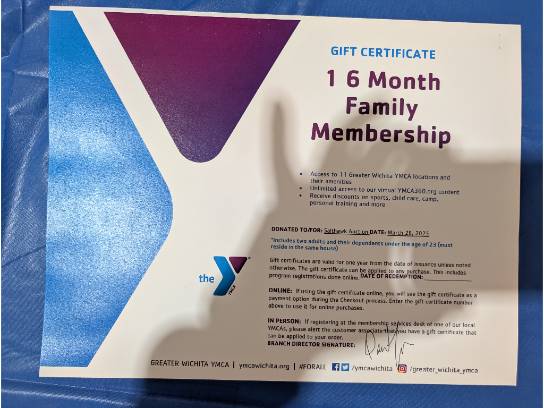 GIFT CERTIFICATE
1 6 Month
Family
Membership
• Access to 11 Greater Wichita YMCA locations and
their amenities
• Unlimited access to our virtual YMCA360.org content
• Receive discounts on sports, child care, camp,
personal training and more
DONATED TO/FOR: Salthawk Auction DATE: March 28, 2025
*Includes two adults and their dependents under the age of 23 (must
reside in the same house)
Gift certificates are valid for one year from the date of issuance unless noted
otherwise. The gift certificate can be applied to any purchase. This includes
program registrations done online. DATE OF REDEMPTION:
the YMCA
ONLINE: If using the gift certificate online, you will see the gift certificate as a
payment option during the Checkout process. Enter the gift certificate number
above to use it for online purchases.
IN PERSON: If registering at the membership services desk of one of our local
YMCAs, please alert the customer associate that you have a gift certificate that
can be applied to your order.
BRANCH DIRECTOR SIGNATURE:
GREATER WICHITA YMCA | ymcawichita.org | #FORALL /ymcawichita /greater_wichita_ymca